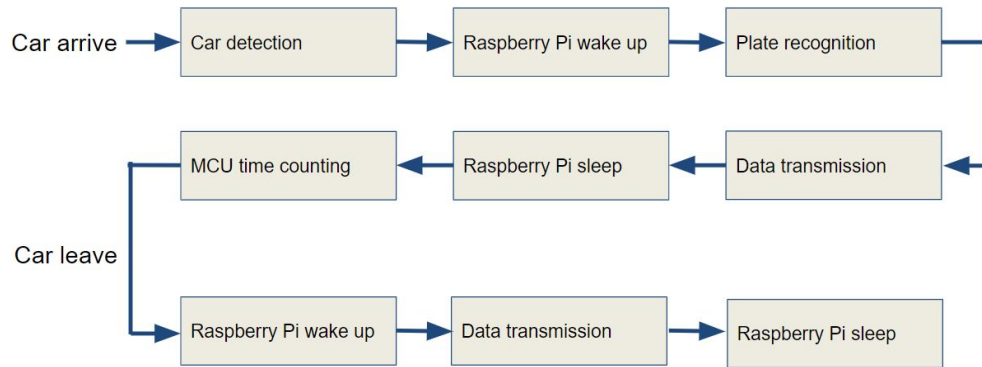 Car arrive
Car detection
Raspberry Pi wake up
Plate recognition
MCU time counting
Raspberry Pi sleep
Data transmission
Car leave
Raspberry Pi wake up
Data transmission
Raspberry Pi sleep